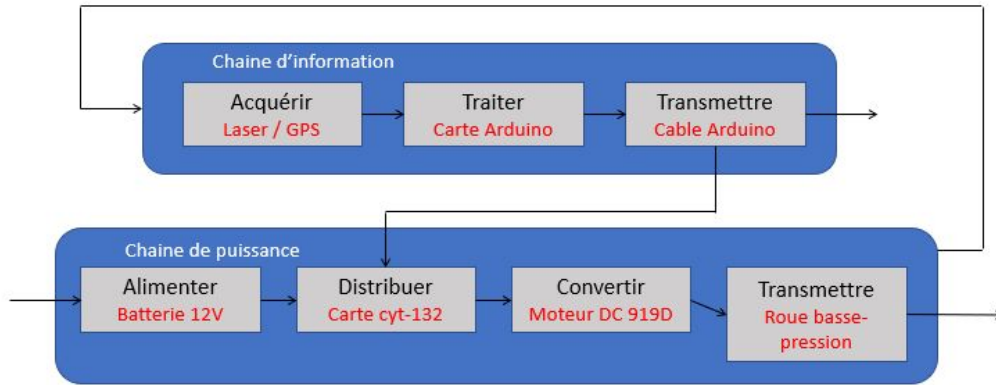 Chaine d'information
Acquérir
Laser / GPS
Traiter
Carte Arduino
Transmettre
Cable Arduino
Chaine de puissance
Alimenter
Batterie 12V
Distribuer
Carte cyt-132
Convertir
Moteur DC 919D
Transmettre
Roue basse-
pression